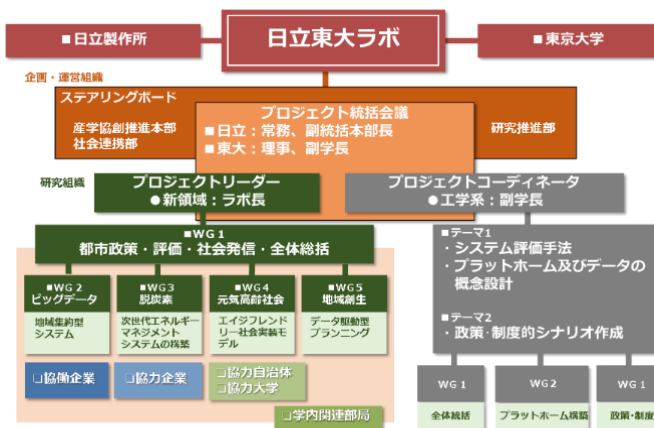 ■日立製作所
日立東大ラボ
■東京大学
企画・運営組織
ステアリングボード
産学協創推進本部
社会連携部
プロジェクト統括会議
■日立：常務、副統括本部長
■東大：理事、副学長
研究推進部
研究組織
プロジェクトリーダー
●新領域：ラボ長
プロジェクトコーディネータ
●工学系：副学長
■WG1
都市政策・評価・社会発信・全体総括
■WG2
ビッグデータ
地域集約型
システム
■WG3
脱炭素
次世代エネルギー
マネジメント
システムの構築
■WG4
元気高齢社会
エイジフレンド
リー社会実装モ
デル
■WG5
地域創生
データ駆動型
プランニング
□協働企業
□協力企業
□協力自治体
□協力大学
□学内関連部局
■テーマ1
・システム評価手法
・プラットホーム及びデータの
概念設計
■テーマ2
・政策・制度的シナリオ作成
WG1
全体総括
WG2
プラットホーム構築
WG1
政策・制度